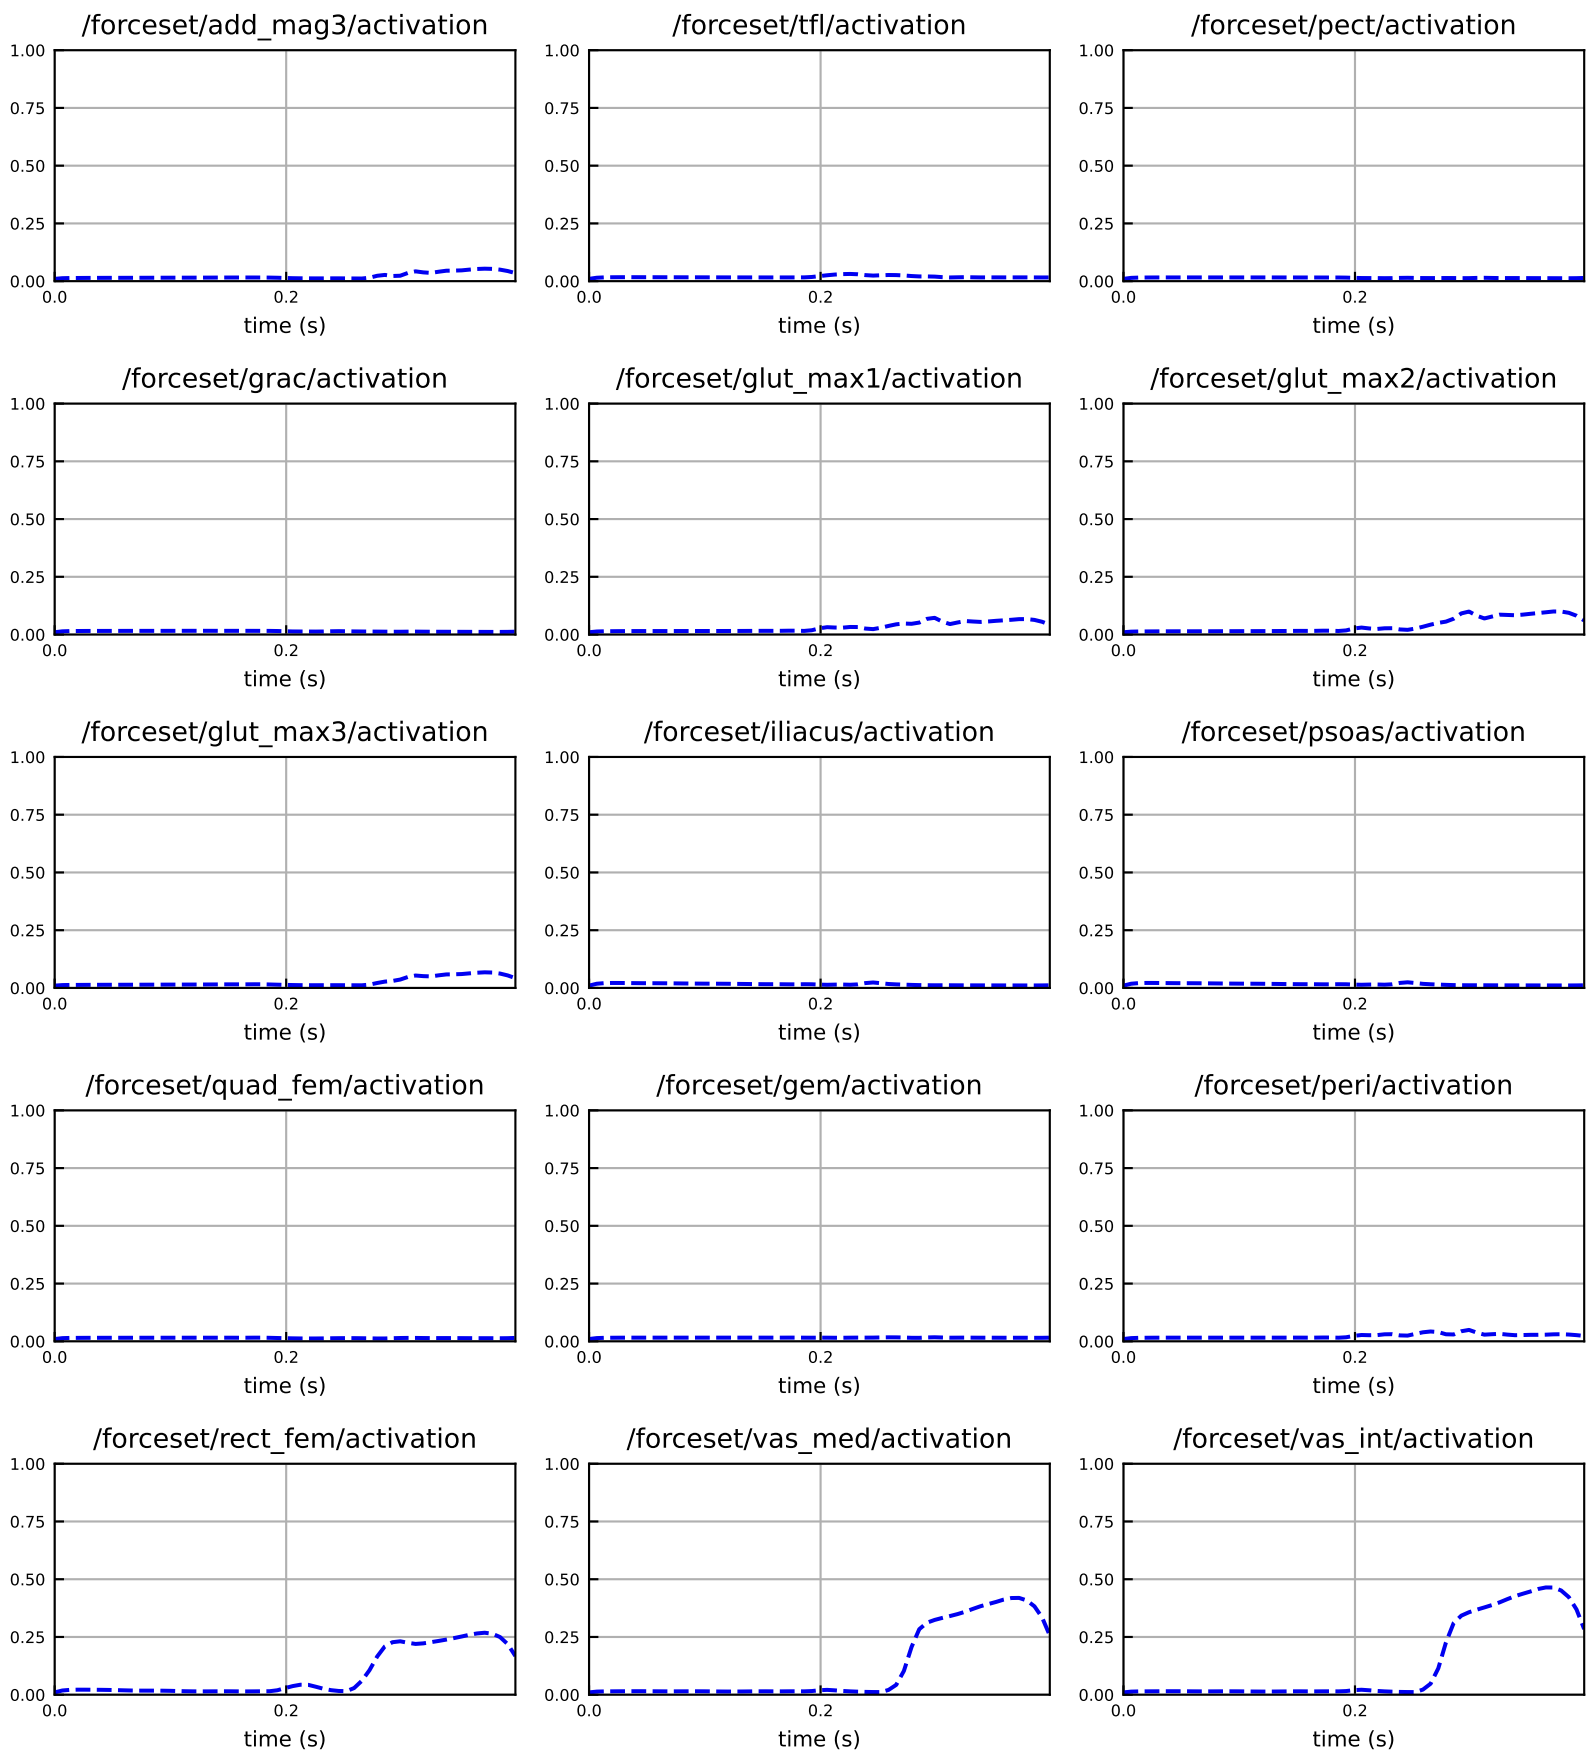 /forceset/add_mag3/activation /forceset/tfl/activation /forceset/pect/activation
1.00 1.00 1.00
0.75 0.75 0.75
0.50 0.50 0.50
0.25 0.25 0.25
0.00 0.00 0.00
0.0 0.2 0.0 0.2 0.0 0.2
time (s) time (s) time (s)
/forceset/grac/activation /forceset/glut_max1/activation /forceset/glut_max2/activation
1.00 1.00 1.00
0.75 0.75 0.75
0.50 0.50 0.50
0.25 0.25 0.25
0.00 0.00 0.00
0.0 0.2 0.0 0.2 0.0 0.2
time (s) time (s) time (s)
/forceset/glut_max3/activation /forceset/iliacus/activation /forceset/psoas/activation
1.00 1.00 1.00
0.75 0.75 0.75
0.50 0.50 0.50
0.25 0.25 0.25
0.00 0.00 0.00
0.0 0.2 0.0 0.2 0.0 0.2
time (s) time (s) time (s)
/forceset/quad_fem/activation /forceset/gem/activation /forceset/peri/activation
1.00 1.00 1.00
0.75 0.75 0.75
0.50 0.50 0.50
0.25 0.25 0.25
0.00 0.00 0.00
0.0 0.2 0.0 0.2 0.0 0.2
time (s) time (s) time (s)
/forceset/rect_fem/activation /forceset/vas_med/activation /forceset/vas_int/activation
1.00 1.00 1.00
0.75 0.75 0.75
0.50 0.50 0.50
0.25 0.25 0.25
0.00 0.00 0.00
0.0 0.2 0.0 0.2 0.0 0.2
time (s) time (s) time (s)